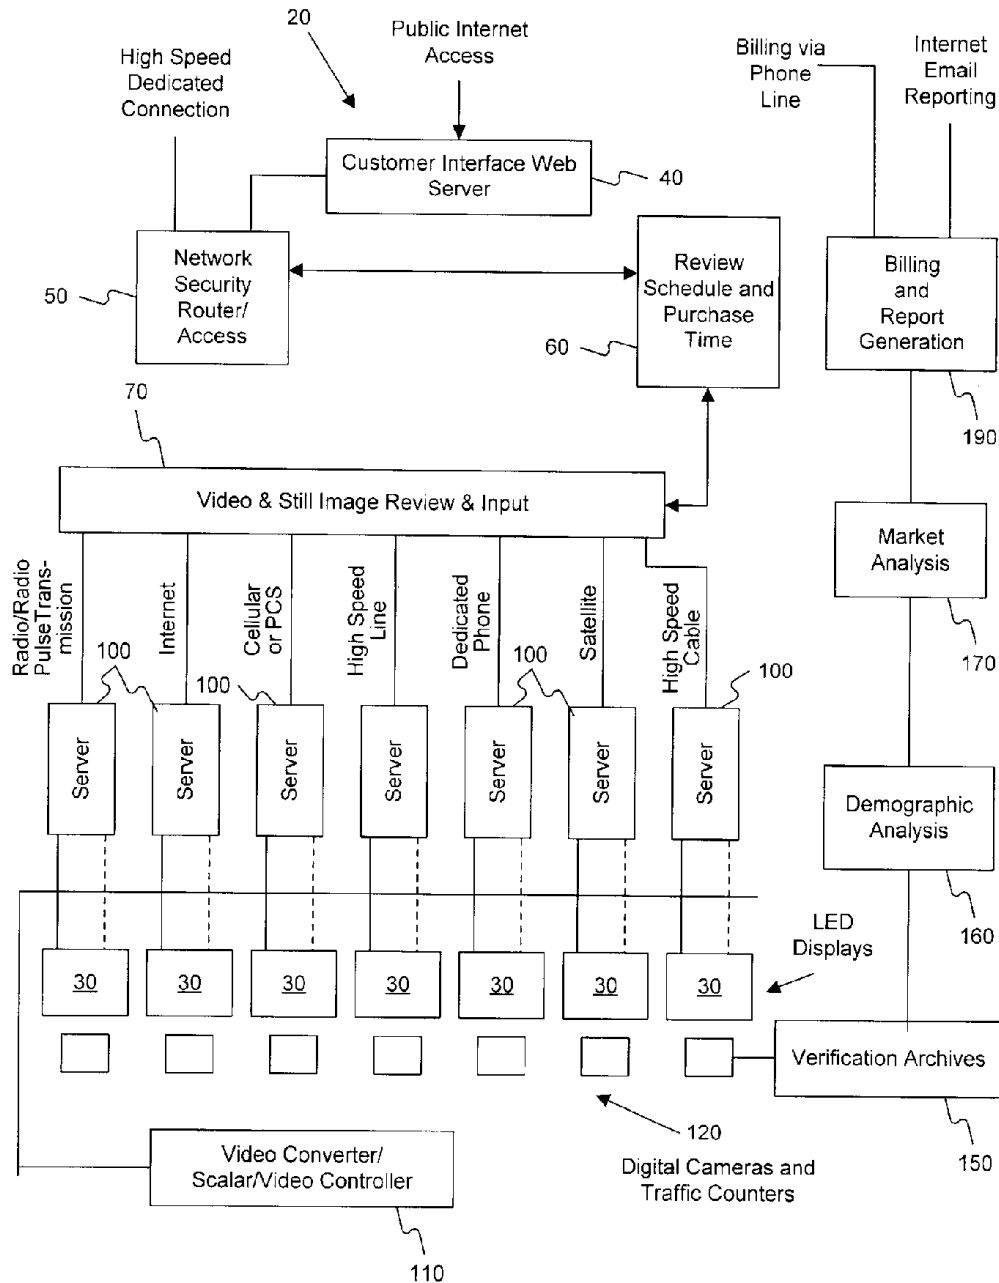 20
Public Internet
Access
High Speed
Dedicated
Connection
Billing via
Phone
Line
Internet
Email
Reporting
Customer Interface Web
Server
40
Network
Security
Router/
Access
50
Review
Schedule and
Purchase
Time
60
Billing
and
Report
Generation
190
70
Video & Still Image Review & Input
Market
Analysis
170
Radio/Radio
PulseTrans-
mission
Internet
Cellular
or PCS
High Speed
Line
Dedicated
Phone
Satellite
High Speed
Cable
100
100
100
100
Server
Server
Server
Server
Server
Server
Server
Demographic
Analysis
160
LED
Displays
30
30
30
30
30
30
30
Verification Archives
150
120
Digital Cameras and
Traffic Counters
Video Converter/
Scalar/Video Controller
110